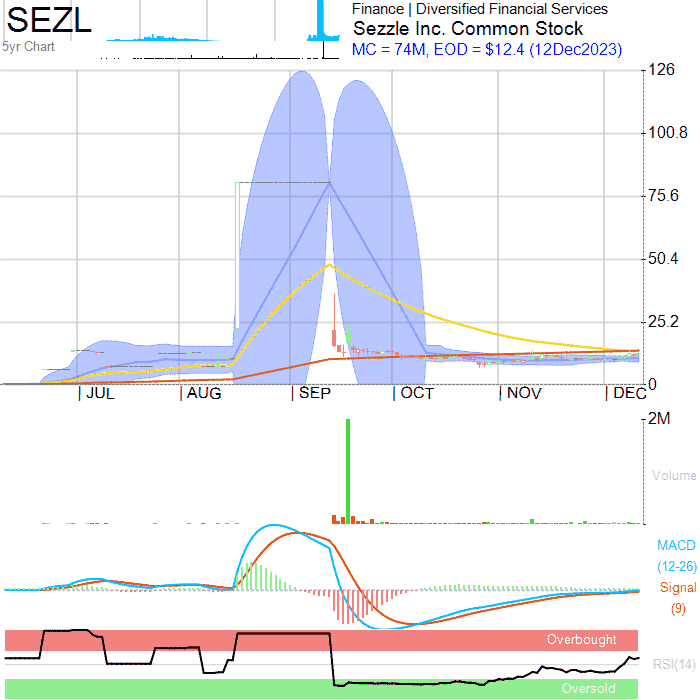 SEZL
5yr Chart
Finance | Diversified Financial Services
Sezzle Inc. Common Stock
MC = 74M, EOD = $12.4 (12Dec2023)
126
100.8
75.6
50.4
25.2
0
JUL
AUG
SEP
OCT
NOV
DEC
2M
Volume
MACD
(12-26)
Signal
(9)
Overbought
RSI(14)
Oversold